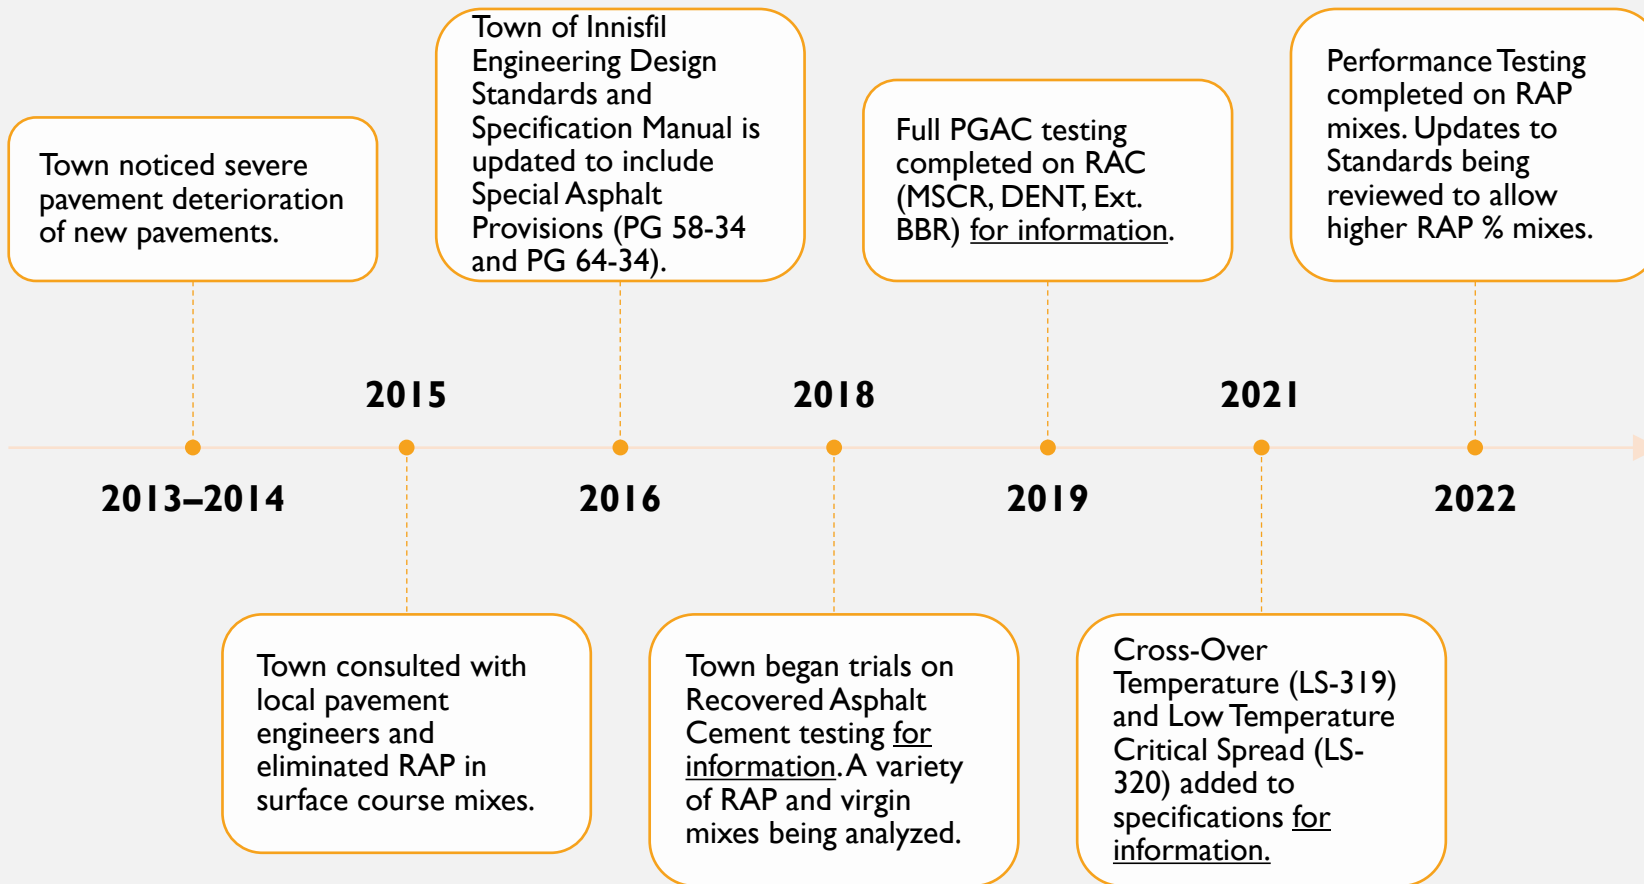 Town noticed severe
pavement deterioration
of new pavements.
2013–2014
2015
Town consulted with
local pavement
engineers and
eliminated RAP in
surface course mixes.
Town of Innisfil
Engineering Design
Standards and
Specification Manual is
updated to include
Special Asphalt
Provisions (PG 58-34
and PG 64-34).
2016
2018
Town began trials on
Recovered Asphalt
Cement testing for
information. A variety
of RAP and virgin
mixes being analyzed.
Full PGAC testing
completed on RAC
(MSCR, DENT, Ext.
BBR) for information.
2019
2021
Cross-Over
Temperature (LS-319)
and Low Temperature
Critical Spread (LS-
320) added to
specifications for
information.
Performance Testing
completed on RAP
mixes. Updates to
Standards being
reviewed to allow
higher RAP % mixes.
2022